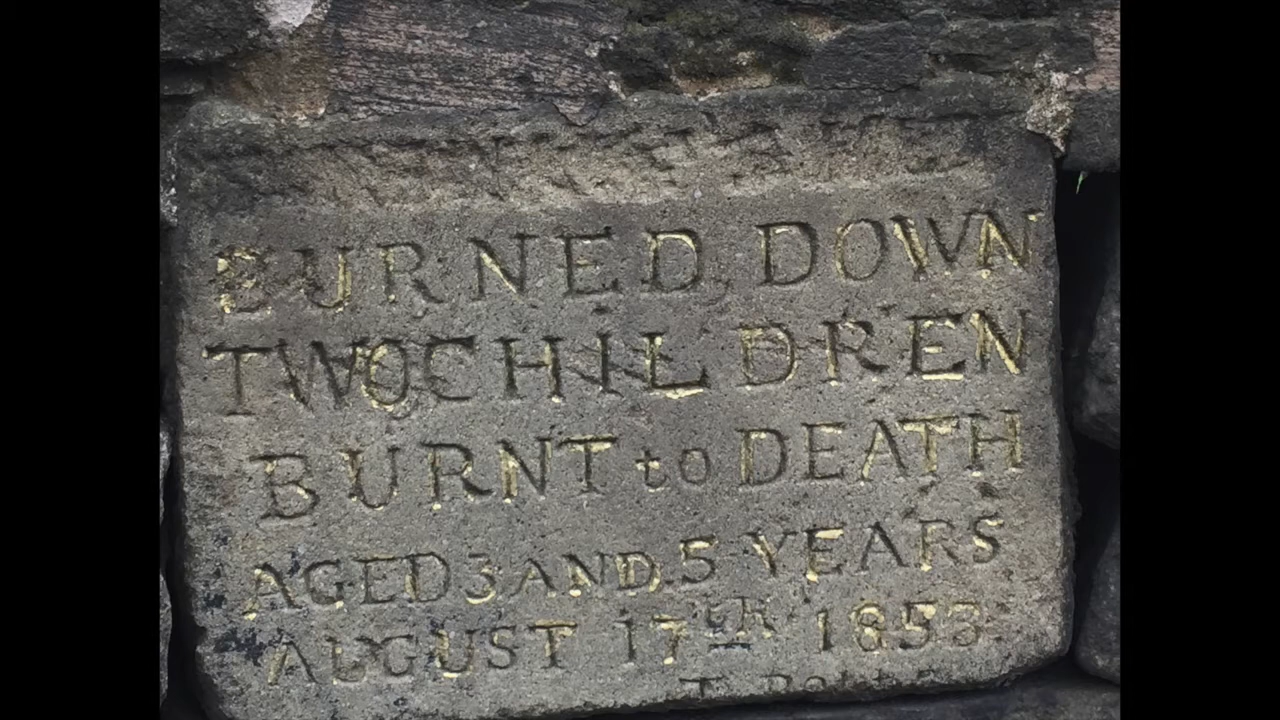 BURNED DOWN
TWO CHILDREN
BURNT to DEATH
AGED 3 AND 5 YEARS
AUGUST 17TH 1853